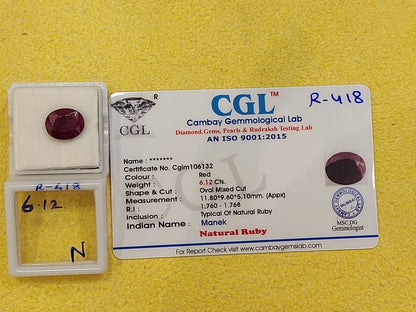 R
CGL
CGL™
Cambay Gemmological Lab
Diamond,Gems, Pearls & Rudraksh Testing Lab
AN ISO 9001:2015
R-418
Name : *******
Certificate No. Cglm106132
Colour : Red
Weight : 6.12 Cts.
Shape & Cut : Oval Mixed Cut
Measurement : 11.80*9.60*5.10mm. (Appx)
R.I : 1.760 - 1.768
Inclusion : Typical Of Natural Ruby
Indian Name : Manek
Natural Ruby
MSC,DG
Gemmologist
For Report Check visit www.cambaygemslab.com
R-418
6.12
N